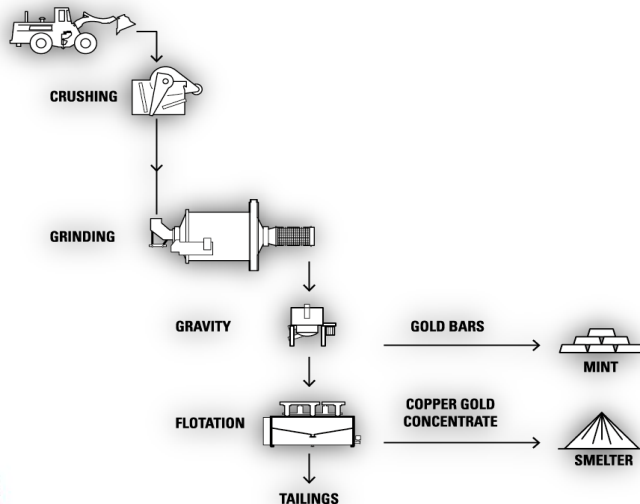 CRUSHING
GRINDING
GRAVITY
GOLD BARS
MINT
FLOTATION
COPPER GOLD
CONCENTRATE
SMELTER
TAILINGS